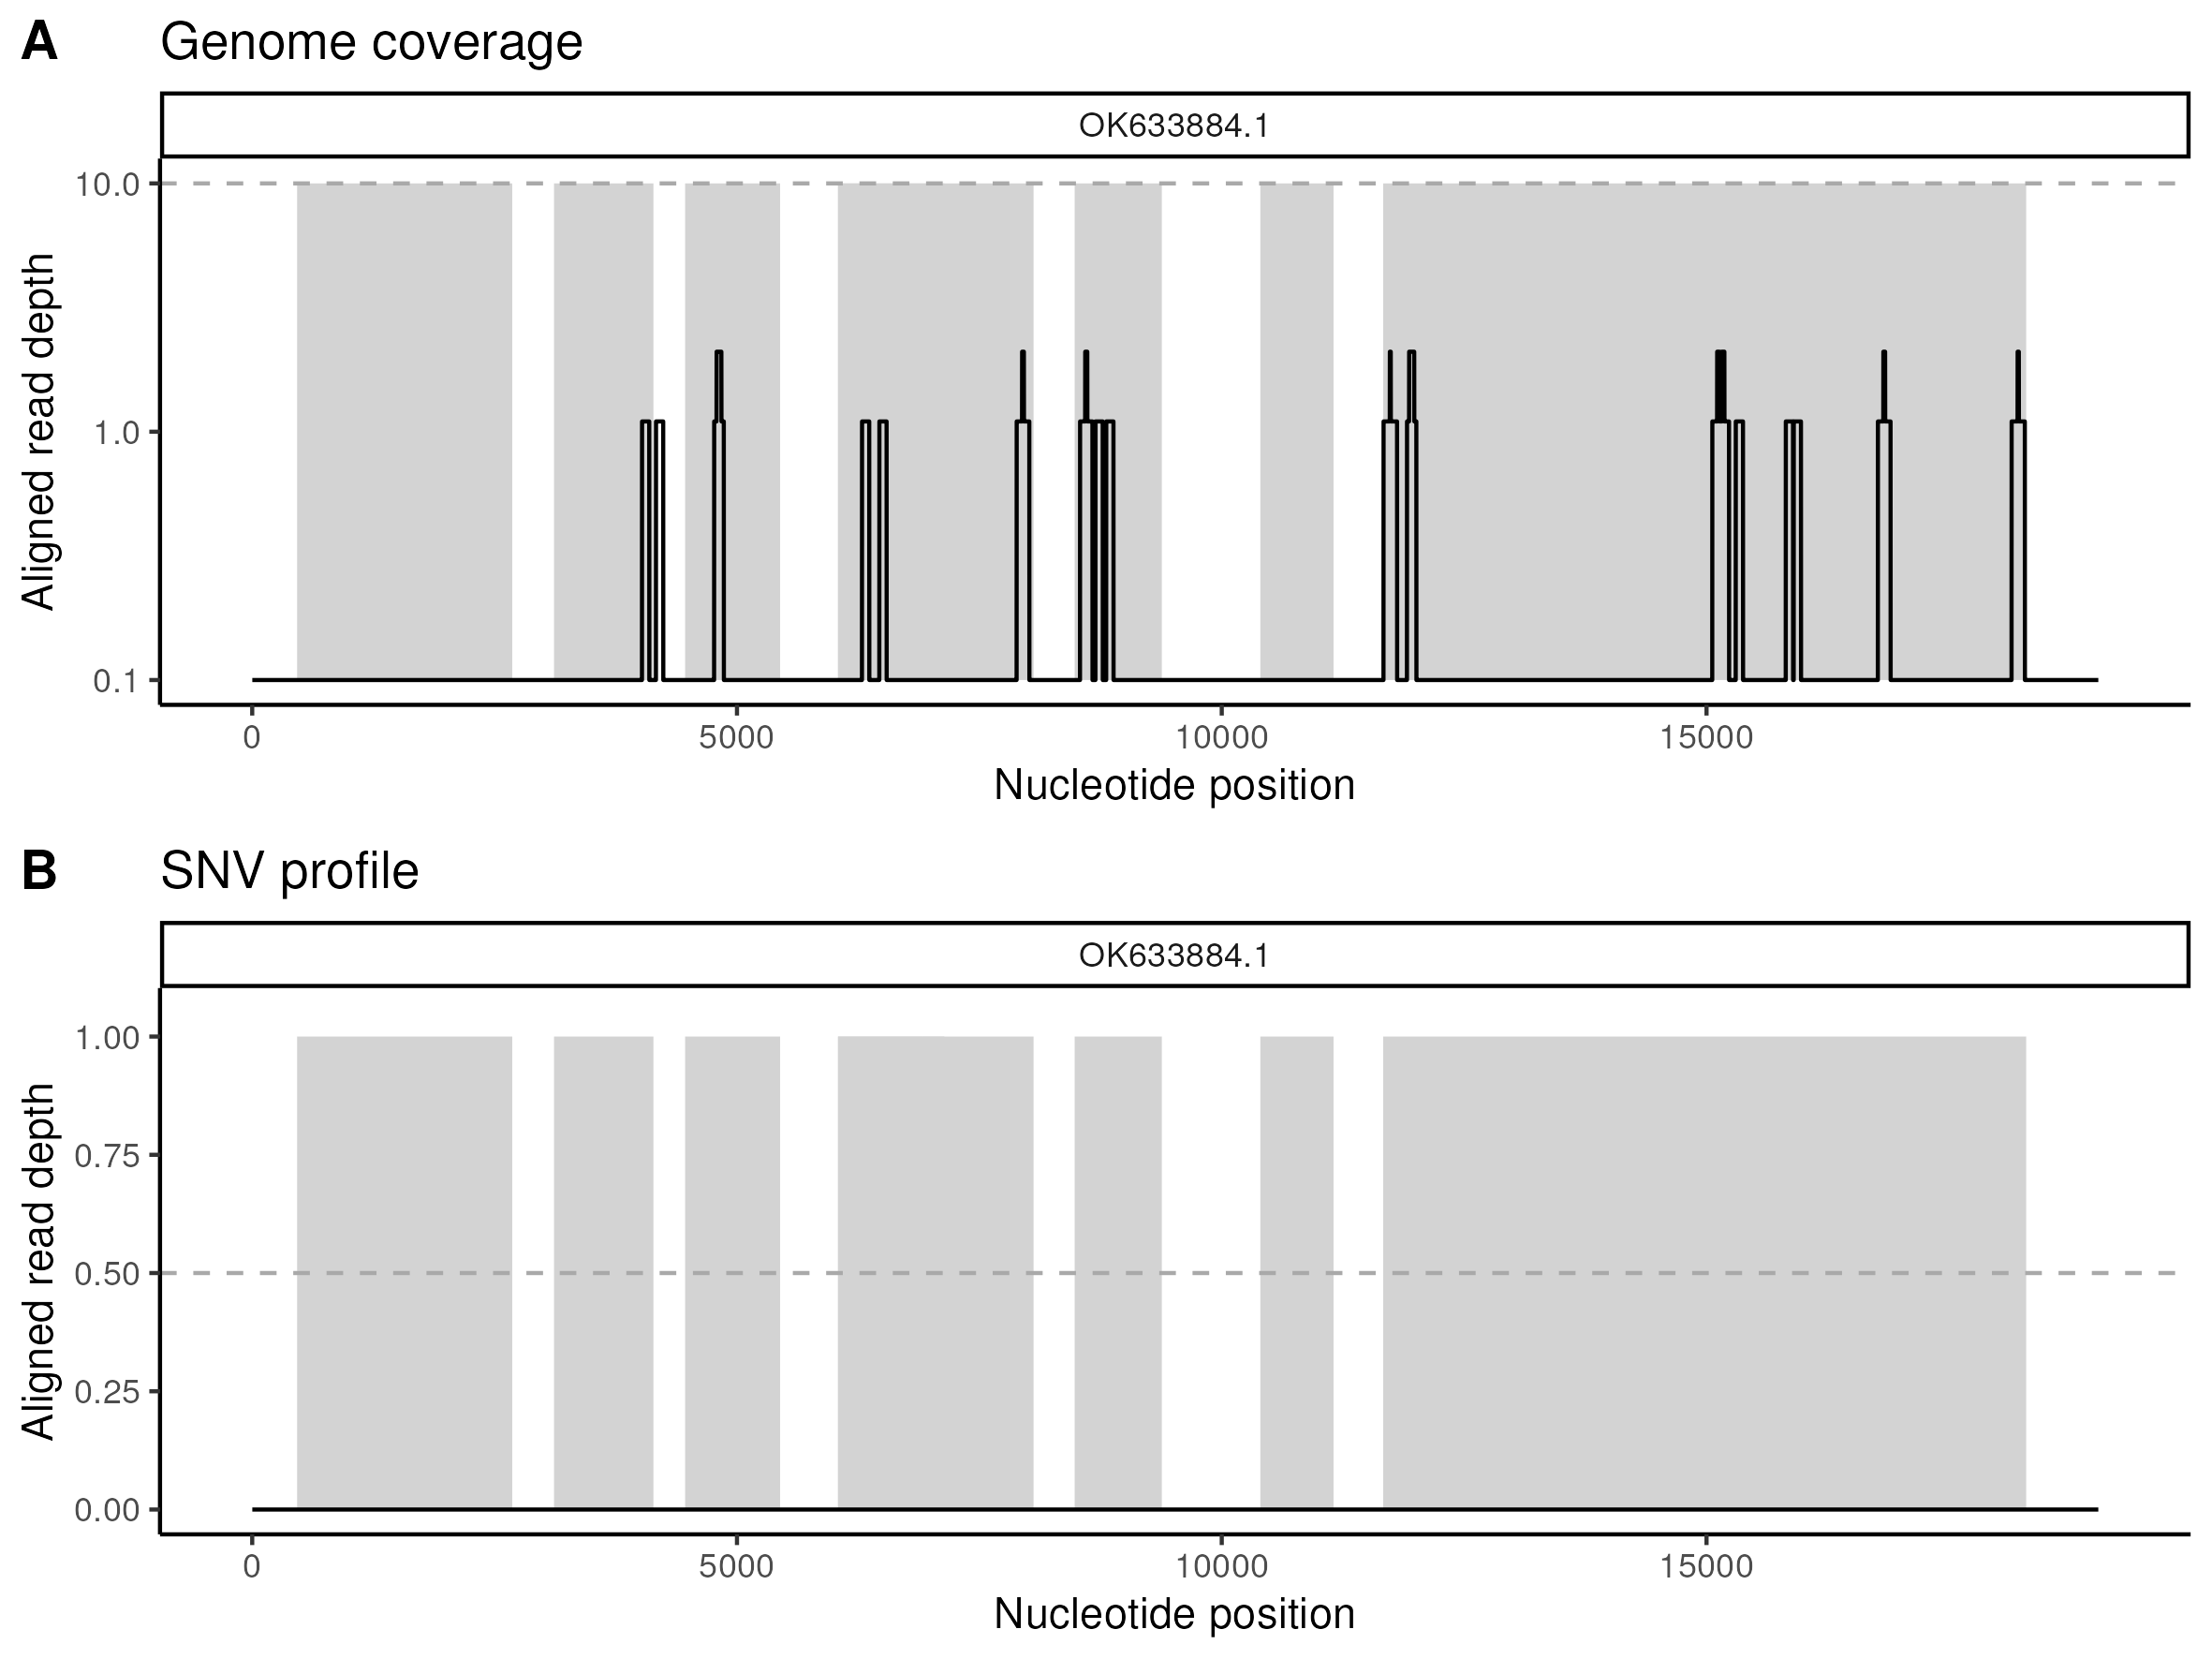 A Genome coverage
OK633884.1
10.0
1.0
0.1
Aligned read depth
0 5000 10000 15000
Nucleotide position
B SNV profile
OK633884.1
1.00
0.75
0.50
0.25
0.00
Aligned read depth
0 5000 10000 15000
Nucleotide position